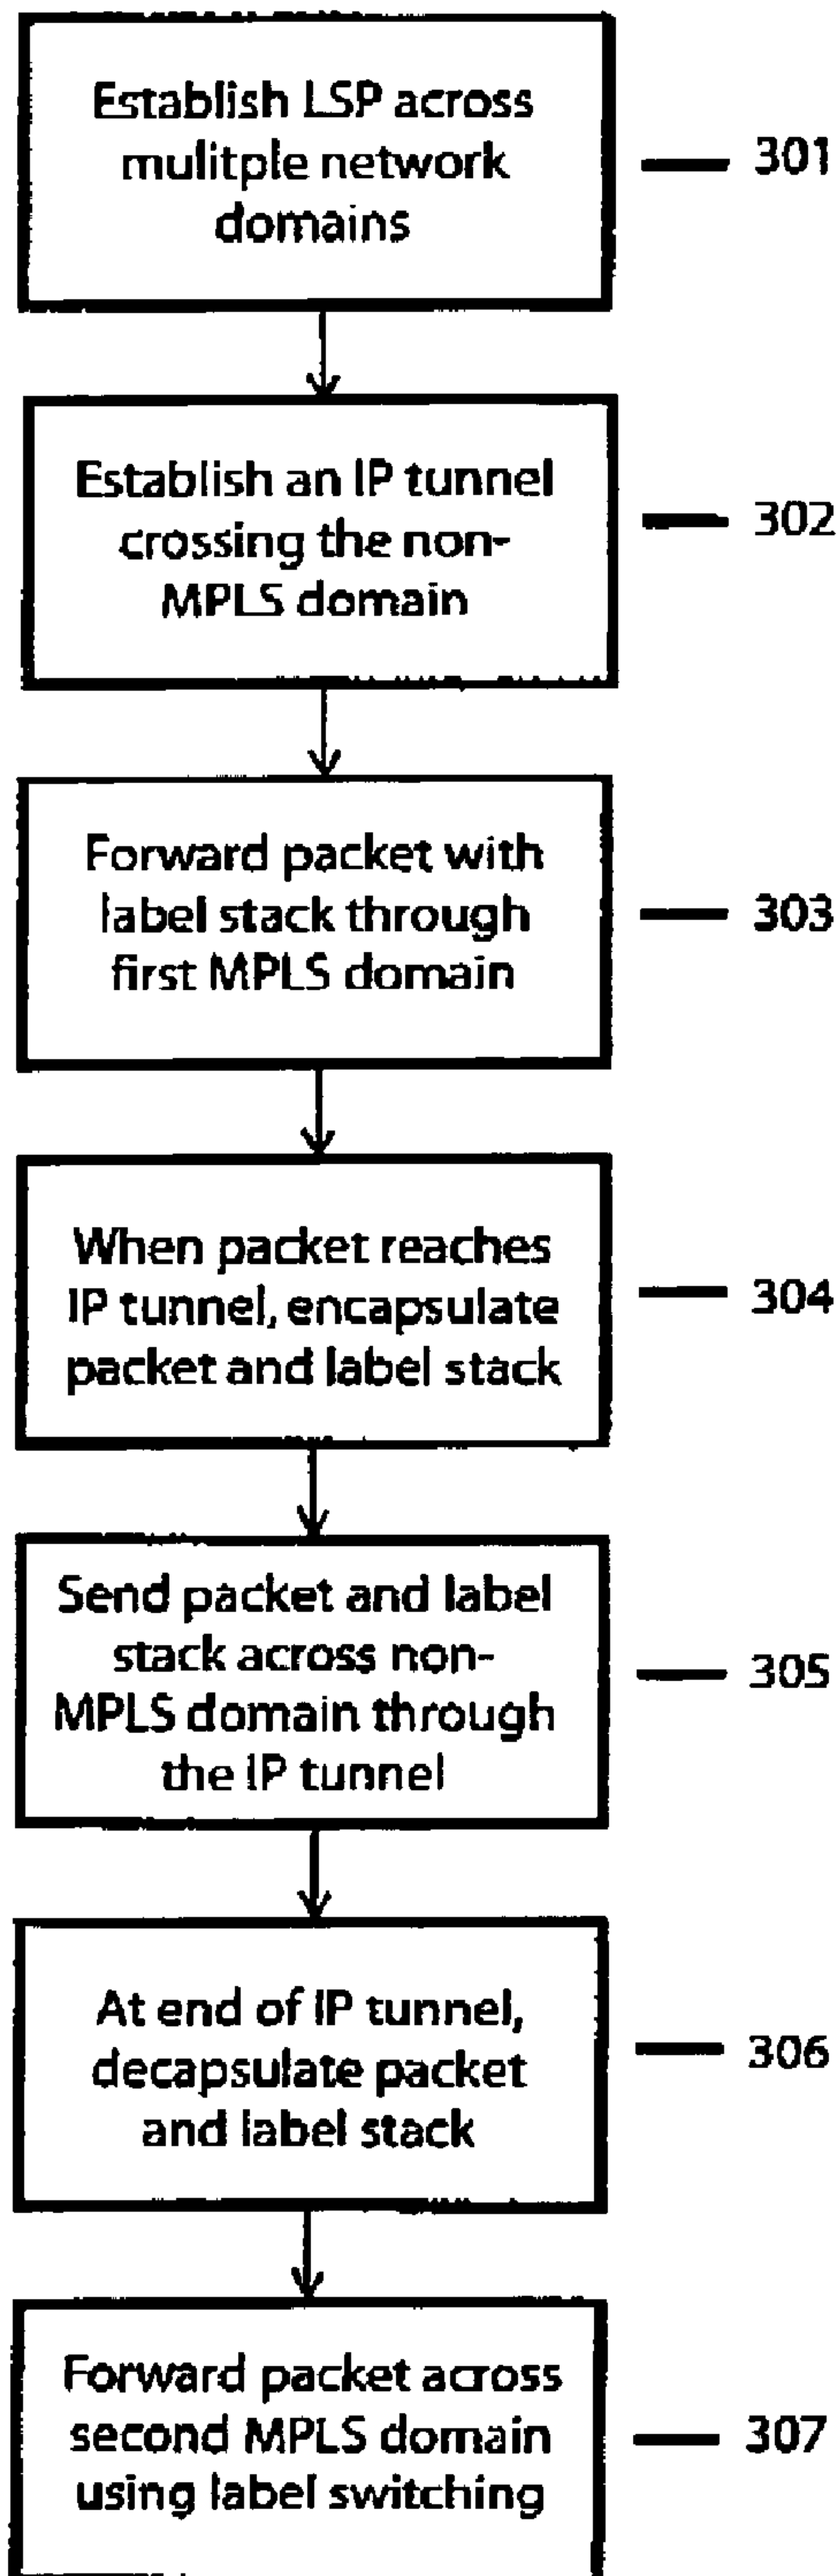 Establish LSP across
mulitple network
domains
301
Establish an IP tunnel
crossing the non-
MPLS domain
302
Forward packet with
label stack through
first MPLS domain
303
When packet reaches
IP tunnel, encapsulate
packet and label stack
304
Send packet and label
stack across non-
MPLS domain through
the IP tunnel
305
At end of IP tunnel,
decapsulate packet
and label stack
306
Forward packet across
second MPLS domain
using label switching
307